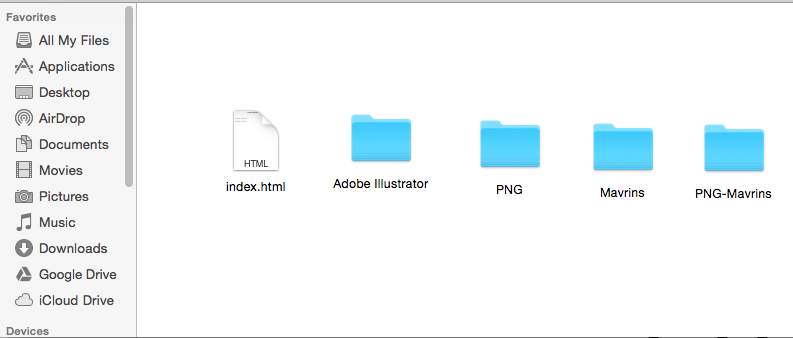 Favorites
All My Files
Applications
Desktop
AirDrop
Documents
Movies
Pictures
Music
Downloads
Google Drive
iCloud Drive
Devices
HTML
index.html
Adobe Illustrator
PNG
Mavrins
PNG-Mavrins